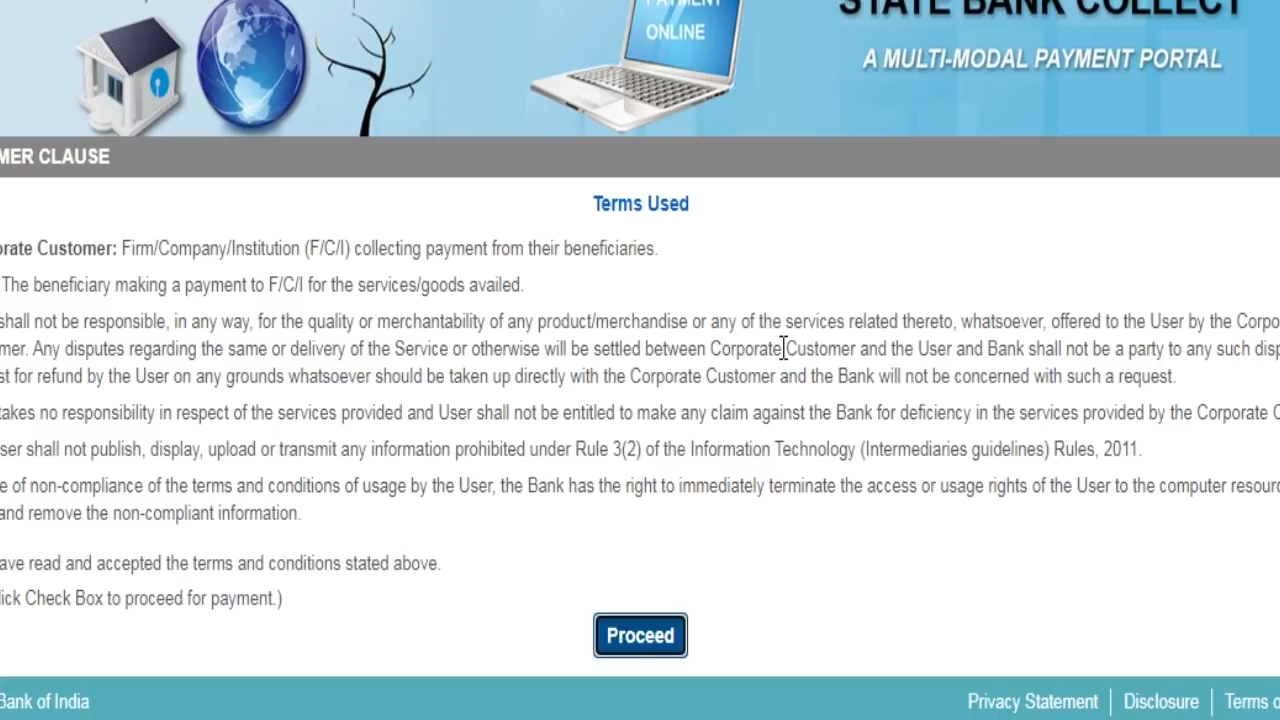 PAYMENT
ONLINE
STATE BANK COLLECT
A MULTI-MODAL PAYMENT PORTAL
MER CLAUSE
Terms Used
orate Customer: Firm/Company/Institution (F/C/I) collecting payment from their beneficiaries.
The beneficiary making a payment to F/C/I for the services/goods availed.
shall not be responsible, in any way, for the quality or merchantability of any product/merchandise or any of the services related thereto, whatsoever, offered to the User by the Corpo
mer. Any disputes regarding the same or delivery of the Service or otherwise will be settled between Corporate Customer and the User and Bank shall not be a party to any such disp
st for refund by the User on any grounds whatsoever should be taken up directly with the Corporate Customer and the Bank will not be concerned with such a request.
takes no responsibility in respect of the services provided and User shall not be entitled to make any claim against the Bank for deficiency in the services provided by the Corporate C
ser shall not publish, display, upload or transmit any information prohibited under Rule 3(2) of the Information Technology (Intermediaries guidelines) Rules, 2011.
e of non-compliance of the terms and conditions of usage by the User, the Bank has the right to immediately terminate the access or usage rights of the User to the computer resourc
and remove the non-compliant information.
ave read and accepted the terms and conditions stated above.
lick Check Box to proceed for payment.)
Proceed
Bank of India
Privacy Statement | Disclosure | Terms o